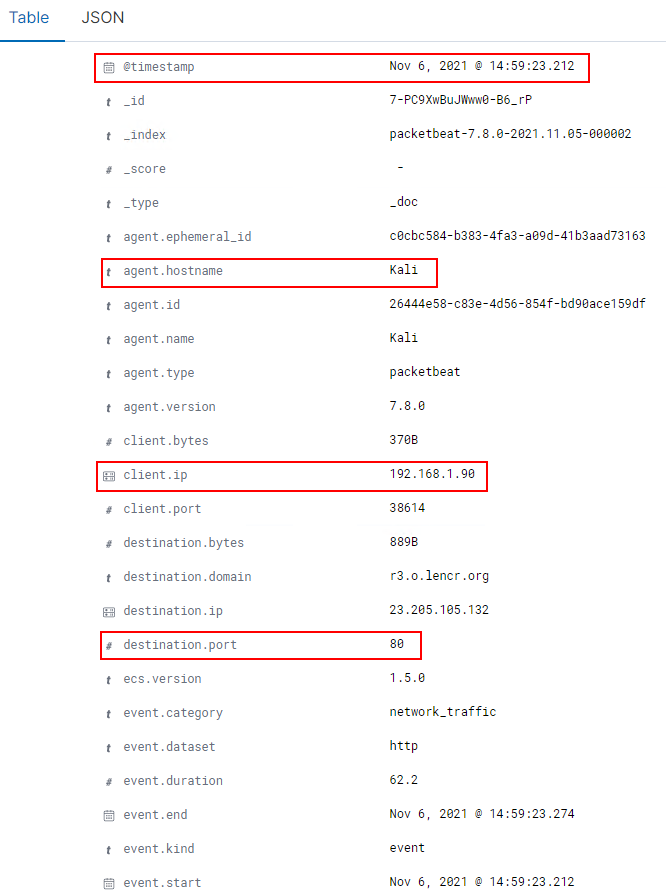 Table JSON
@timestamp Nov 6, 2021 @ 14:59:23.212
t _id 7-PC9XwBuJWww0-B6_rP
t _index packetbeat-7.8.0-2021.11.05-000002
# _score -
t _type _doc
t agent.ephemeral_id c0cbc584-b383-4fa3-a09d-41b3aad73163
t agent.hostname Kali
t agent.id 26444e58-c83e-4d56-854f-bd90ace159df
t agent.name Kali
t agent.type packetbeat
t agent.version 7.8.0
# client.bytes 370B
client.ip 192.168.1.90
# client.port 38614
# destination.bytes 889B
t destination.domain r3.o.lencr.org
destination.ip 23.205.105.132
# destination.port 80
t ecs.version 1.5.0
t event.category network_traffic
t event.dataset http
# event.duration 62.2
event.end Nov 6, 2021 @ 14:59:23.274
t event.kind event
event.start Nov 6, 2021 @ 14:59:23.212